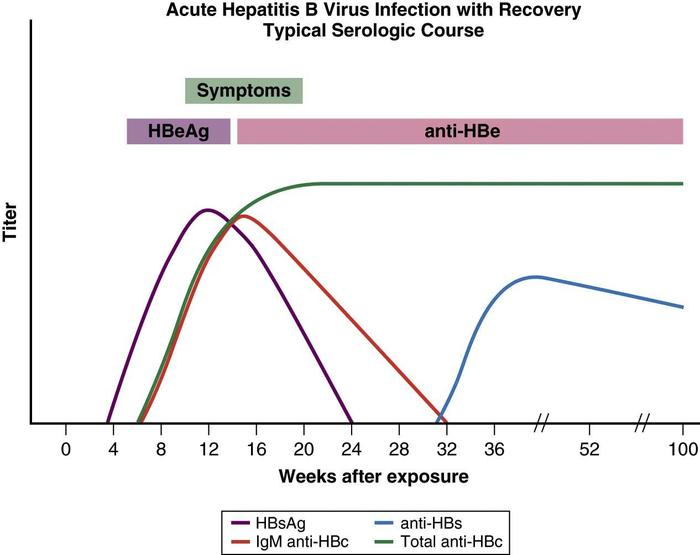 Acute Hepatitis B Virus Infection with Recovery
Typical Serologic Course
Symptoms
HBeAg
anti-HBe
Titer
0 4 8 12 16 20 24 28 32 36 52 100
Weeks after exposure
HBsAg
anti-HBs
IgM anti-HBc
Total anti-HBc